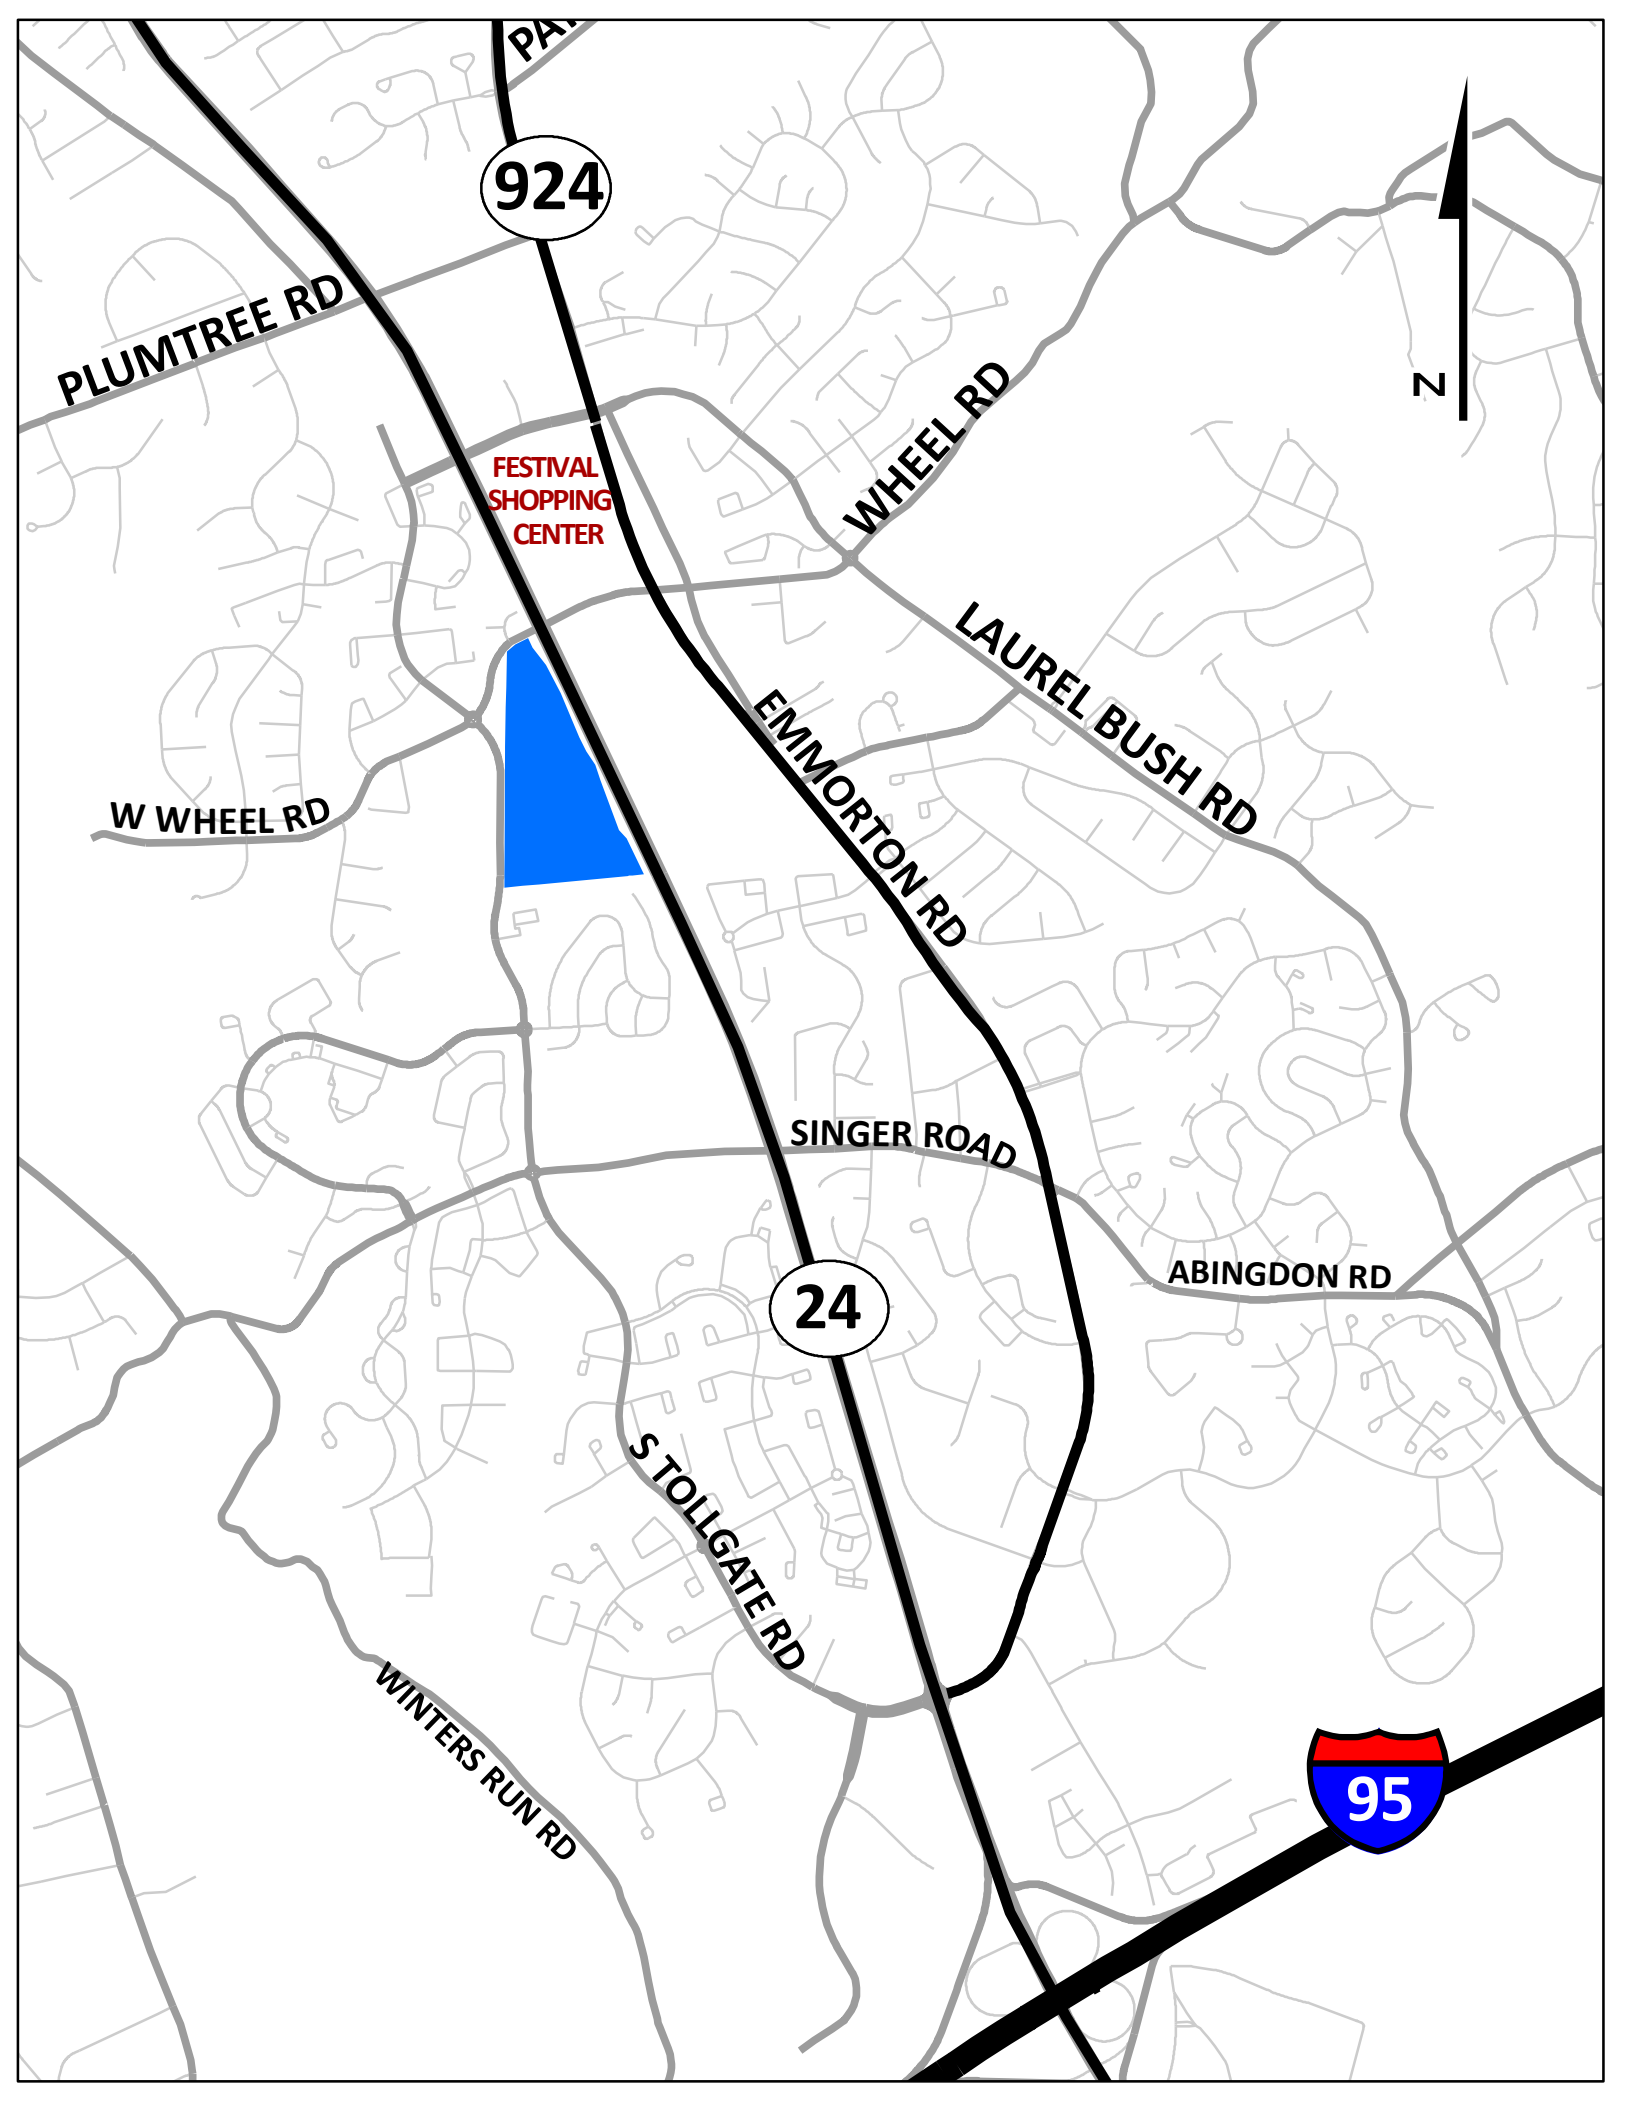 924
PLUMTREE RD
WHEEL RD
N
FESTIVAL
SHOPPING
CENTER
LAUREL BUSH RD
EMMORTON RD
W WHEEL RD
SINGER ROAD
ABINGDON RD
24
S TOLLGATE RD
WINTERS RUN RD
95